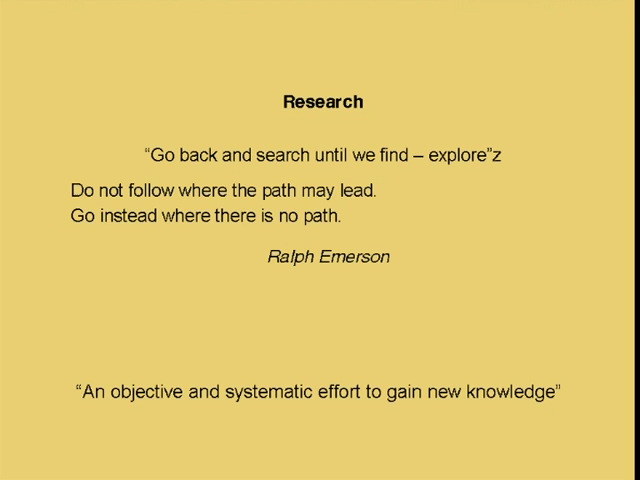 Research
“Go back and search until we find – explore”z
Do not follow where the path may lead.
Go instead where there is no path.
Ralph Emerson
“An objective and systematic effort to gain new knowledge”